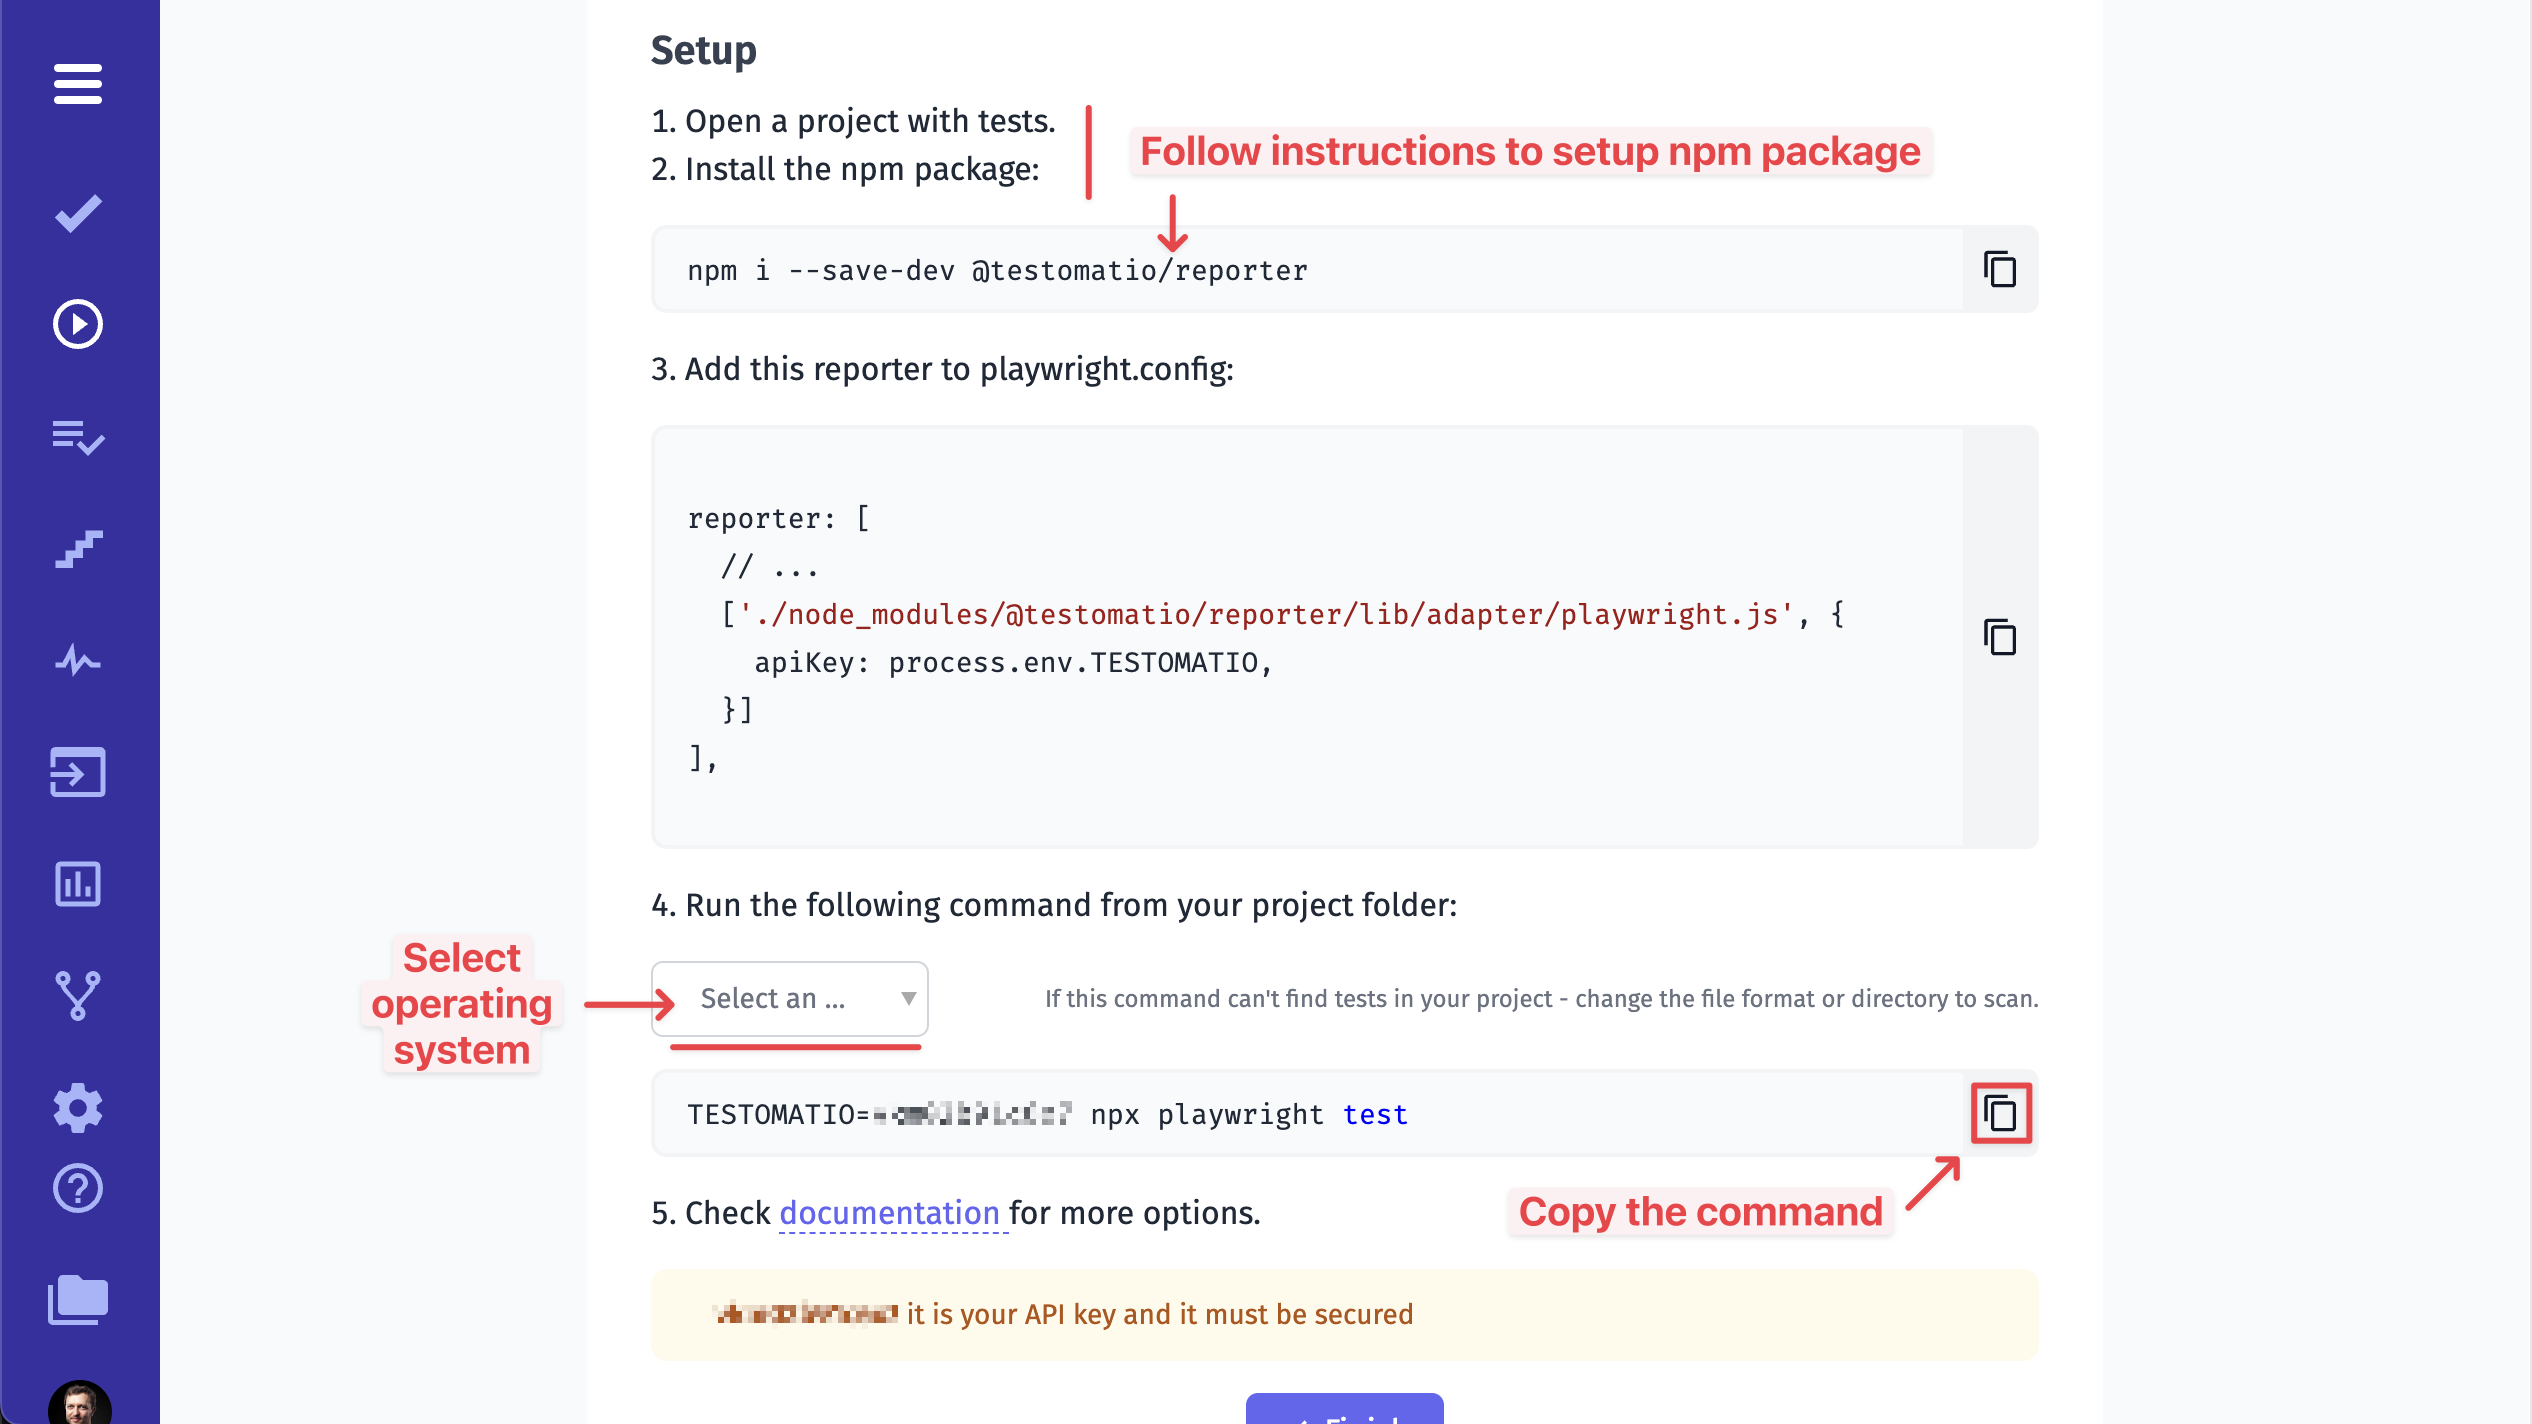 Setup
1. Open a project with tests.
2. Install the npm package:
Follow instructions to setup npm package
npm i --save-dev @testomatio/reporter
3. Add this reporter to playwright.config:
reporter: [
// ...
['./node_modules/@testomatio/reporter/lib/adapter/playwright.js', {
apiKey: process.env.TESTOMATIO,
}]
],
4. Run the following command from your project folder:
Select
operating
system
Select an ...
If this command can't find tests in your project - change the file format or directory to scan.
TESTOMATIO= npx playwright test
5. Check documentation for more options.
Copy the command
it is your API key and it must be secured